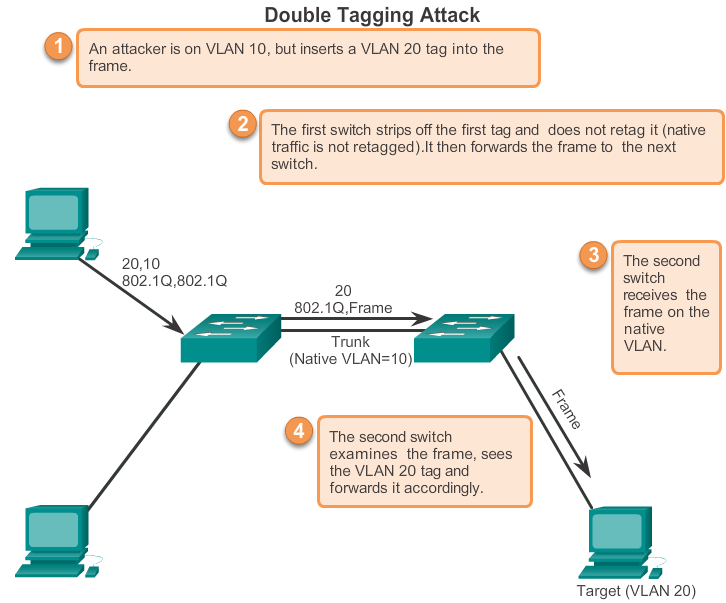 Double Tagging Attack
1
An attacker is on VLAN 10, but inserts a VLAN 20 tag into the
frame.
2
The first switch strips off the first tag and does not retag it (native
traffic is not retagged).It then forwards the frame to the next
switch.
3
The second
switch
receives the
frame on the
native
VLAN.
20,10
802.1Q,802.1Q
20
802.1Q,Frame
Trunk
(Native VLAN=10)
Frame
4
The second switch
examines the frame, sees
the VLAN 20 tag and
forwards it accordingly.
Target (VLAN 20)